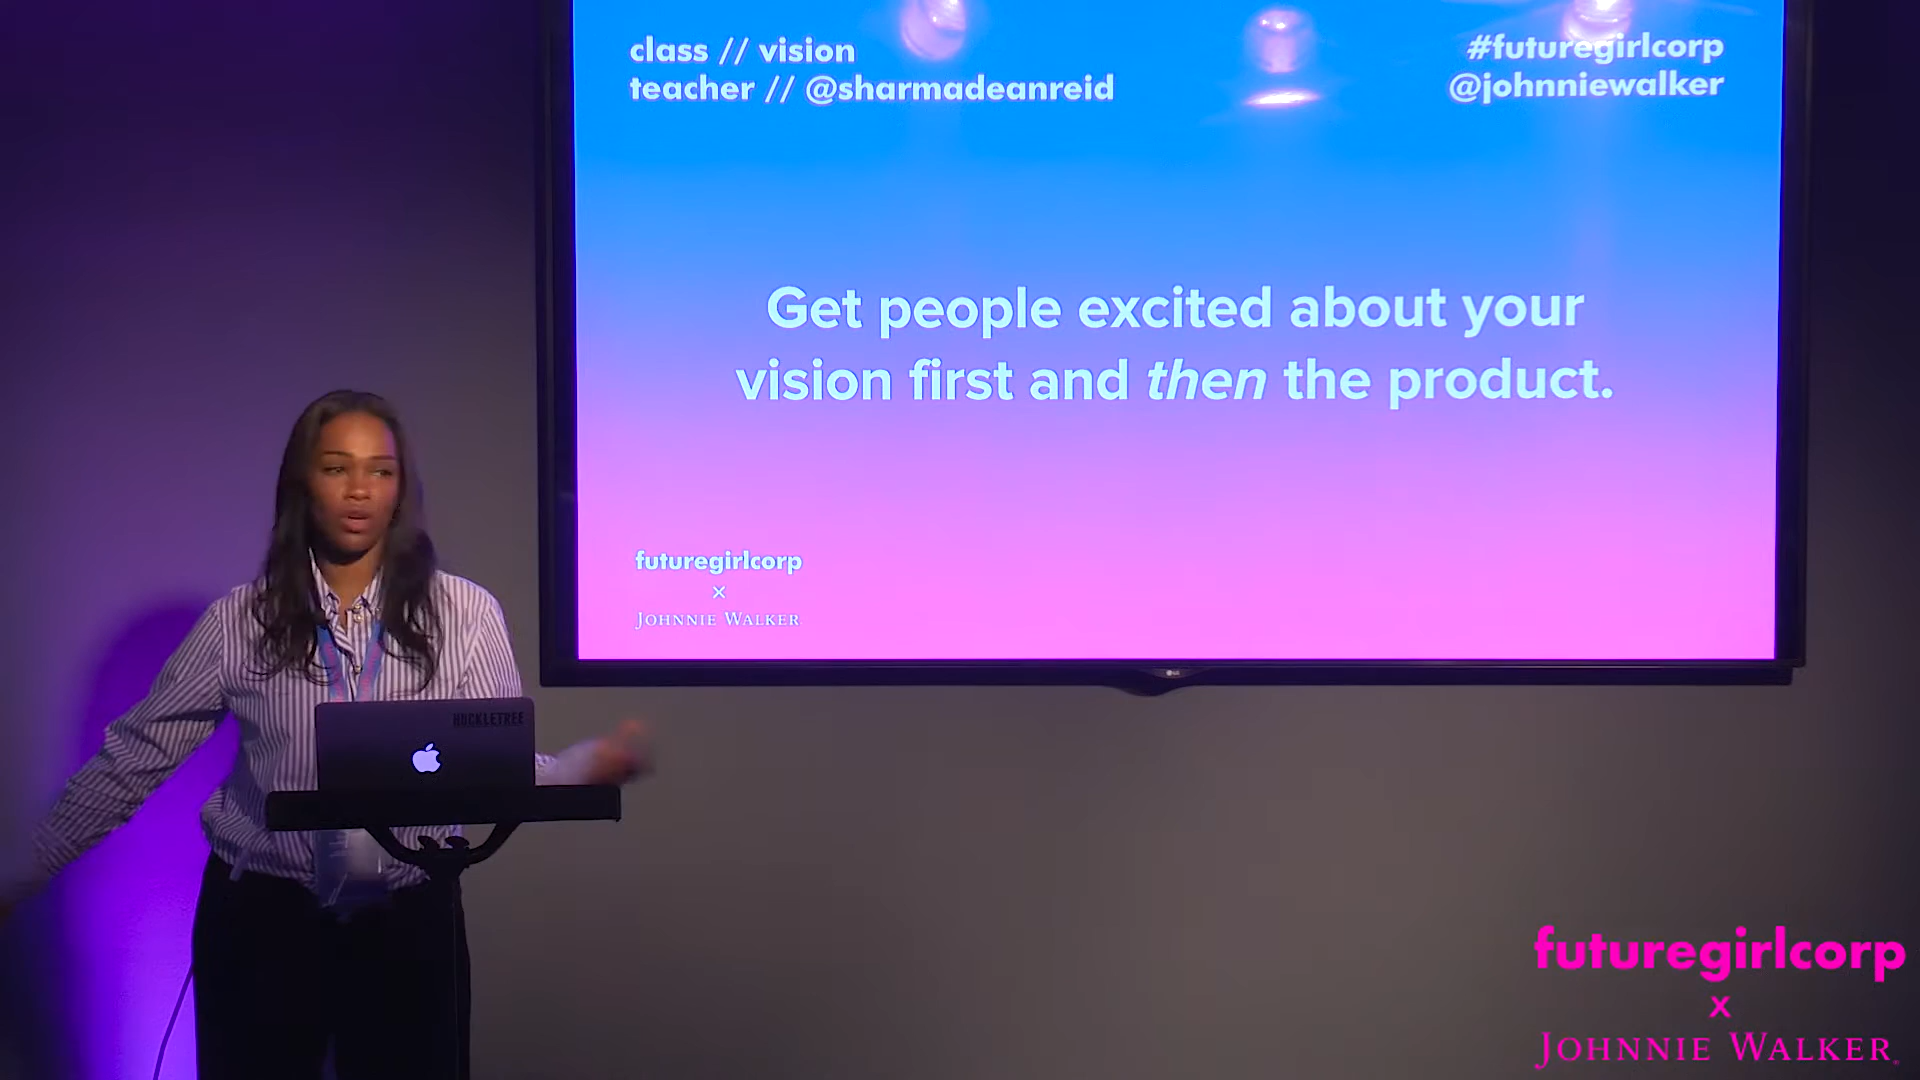 class // vision
teacher // @sharmadeanreid
#futuregirlcorp
@johnniewalker
Get people excited about your
vision first and then the product.
futuregirlcorp
x
JOHNNIE WALKER
LG
HUCKLETREE
futuregirlcorp
x
JOHNNIE WALKER.